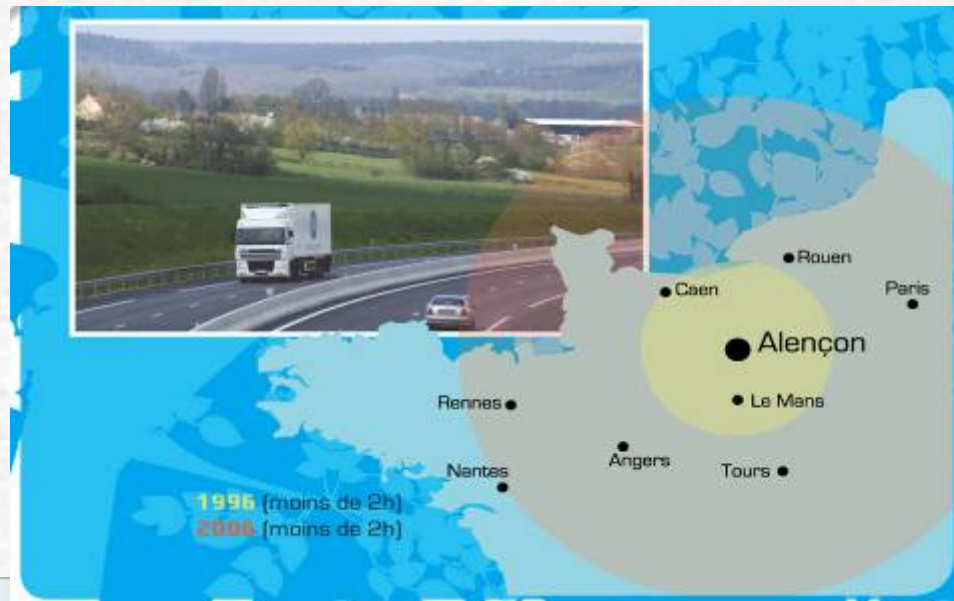 Rouen
Caen
Paris
Alençon
Rennes
Le Mans
Angers
Nantes
Tours
1996 (moins de 2h)
2006 (moins de 2h)